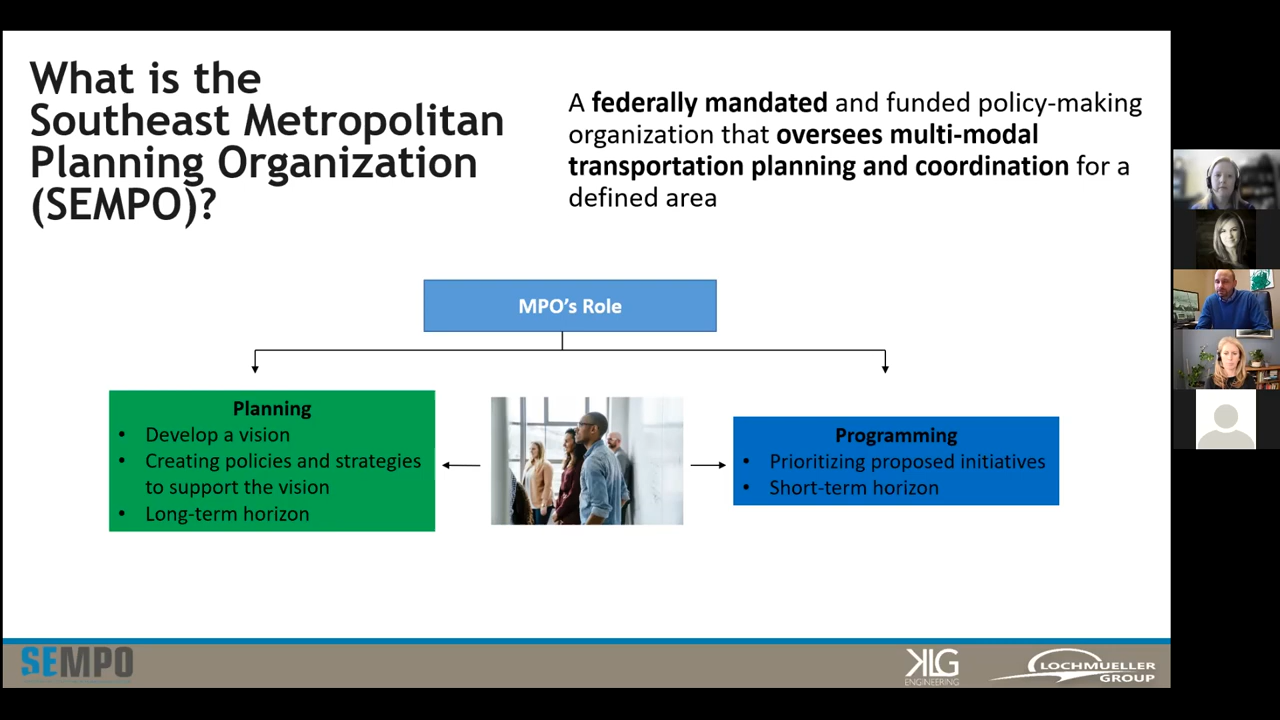 What is the
Southeast Metropolitan
Planning Organization
(SEMPO)?
A federally mandated and funded policy-making
organization that oversees multi-modal
transportation planning and coordination for a
defined area
MPO's Role
Planning
• Develop a vision
• Creating policies and strategies
to support the vision
• Long-term horizon
Programming
• Prioritizing proposed initiatives
• Short-term horizon
SEMPO
KLG
ENGINEERING
LOCHMUELLER
GROUP